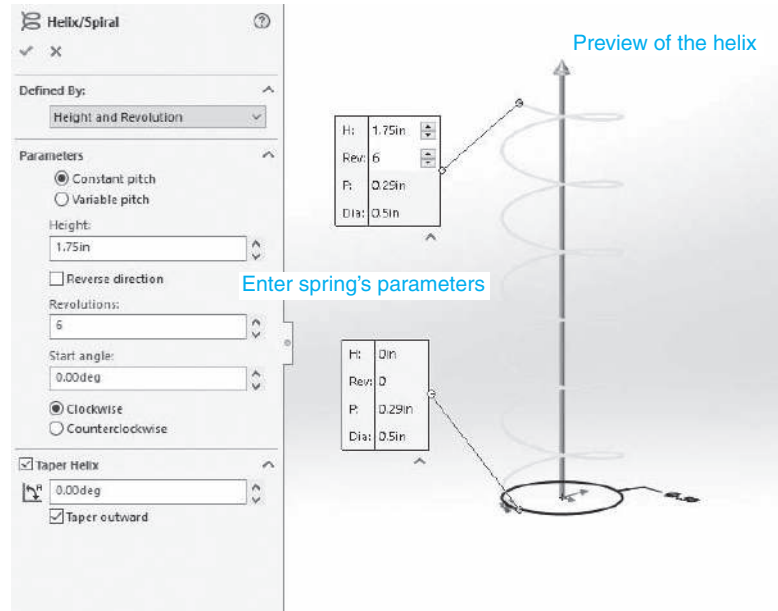 Helix/Spiral
Defined By:
Height and Revolution
Parameters
Constant pitch
Variable pitch
Height:
1.75in
Reverse direction
Revolutions:
6
Start angle:
0.00deg
Clockwise
Counterclockwise
Taper Helix
0.00deg
Taper outward
Preview of the helix
H: 1.75in
Rev: 6
P: 0.29in
Dia: 0.5in
Enter spring's parameters
H: 0in
Rev: 0
P: 0.29in
Dia: 0.5in